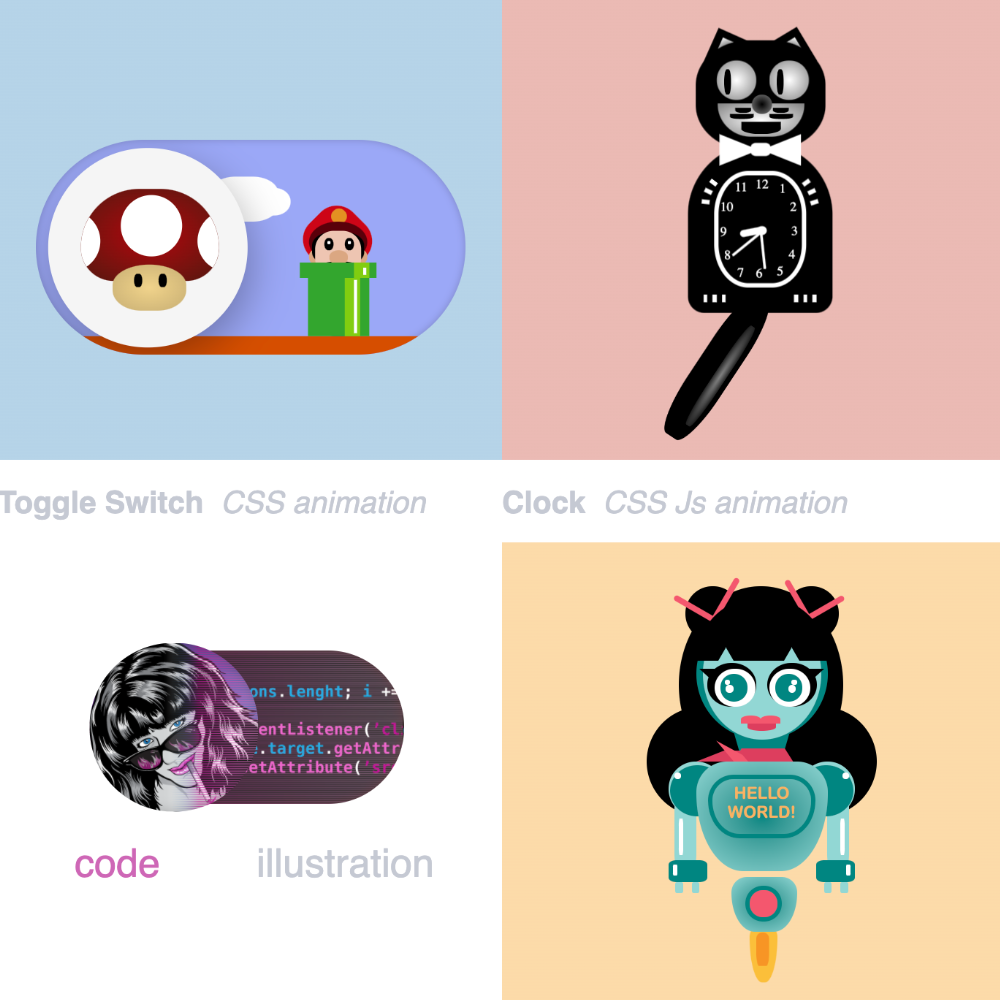 12
11
1
10
2
9
3
8
4
7
5
6
Toggle Switch CSS animation
Clock CSS Js animation
ons.lenght; i +=
entListener('cl
.target.getAttr
etAttribute('sr
code
illustration
HELLO
WORLD!